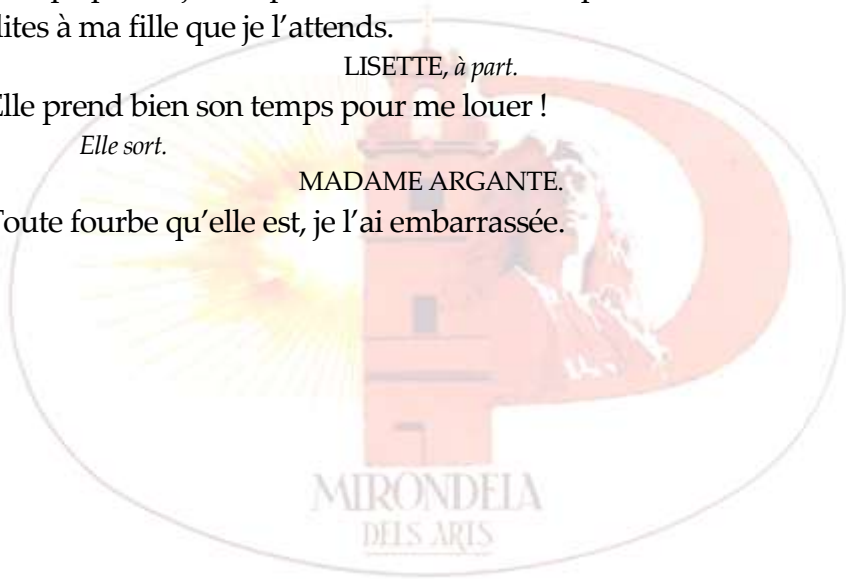 dites à ma fille que je l’attends.
LISETTE, à part.
Elle prend bien son temps pour me louer !
Elle sort.
MADAME ARGANTE.
Toute fourbe qu’elle est, je l’ai embarrassée.
MIRONDELA
DELS ARTS